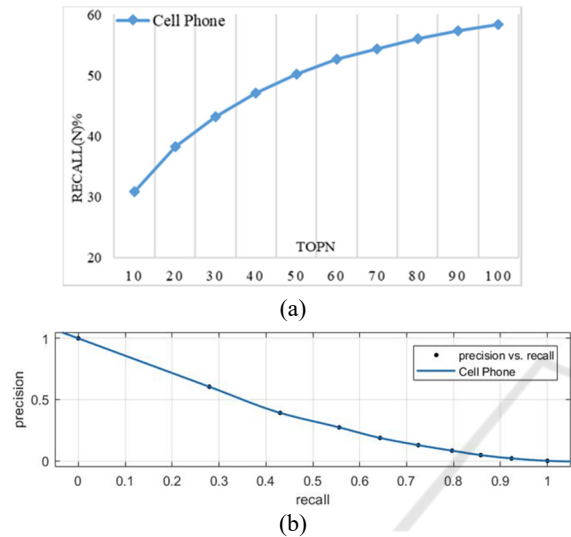 60
Cell Phone
50
40
30
20
RECALL(N)%
TOPN
10 20 30 40 50 60 70 80 90 100
(a)
1
0.5
0
precision
precision vs. recall
Cell Phone
0 0.1 0.2 0.3 0.4 0.5 0.6 0.7 0.8 0.9 1
recall
(b)